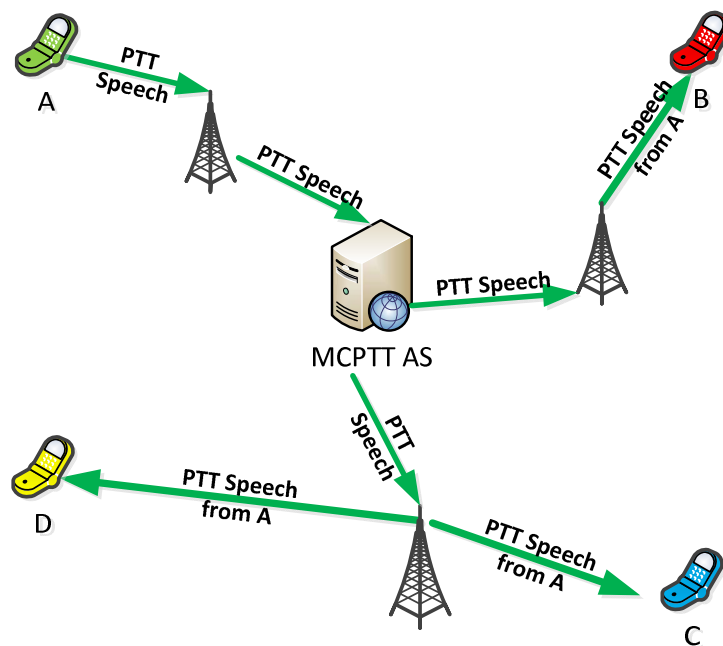 PTT
Speech
A
B
PTT Speech
from A
PTT Speech
PTT Speech
MCPTT AS
PTT
Speech
PTT Speech
from A
D
PTT Speech
from A
C